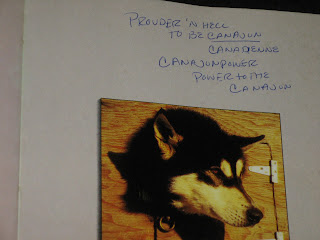 PROUDER 'N HELL
TO BE CANAJUN
CANADIENNE
CANAJUNPOWER
POWER TO THE
CANAJUN